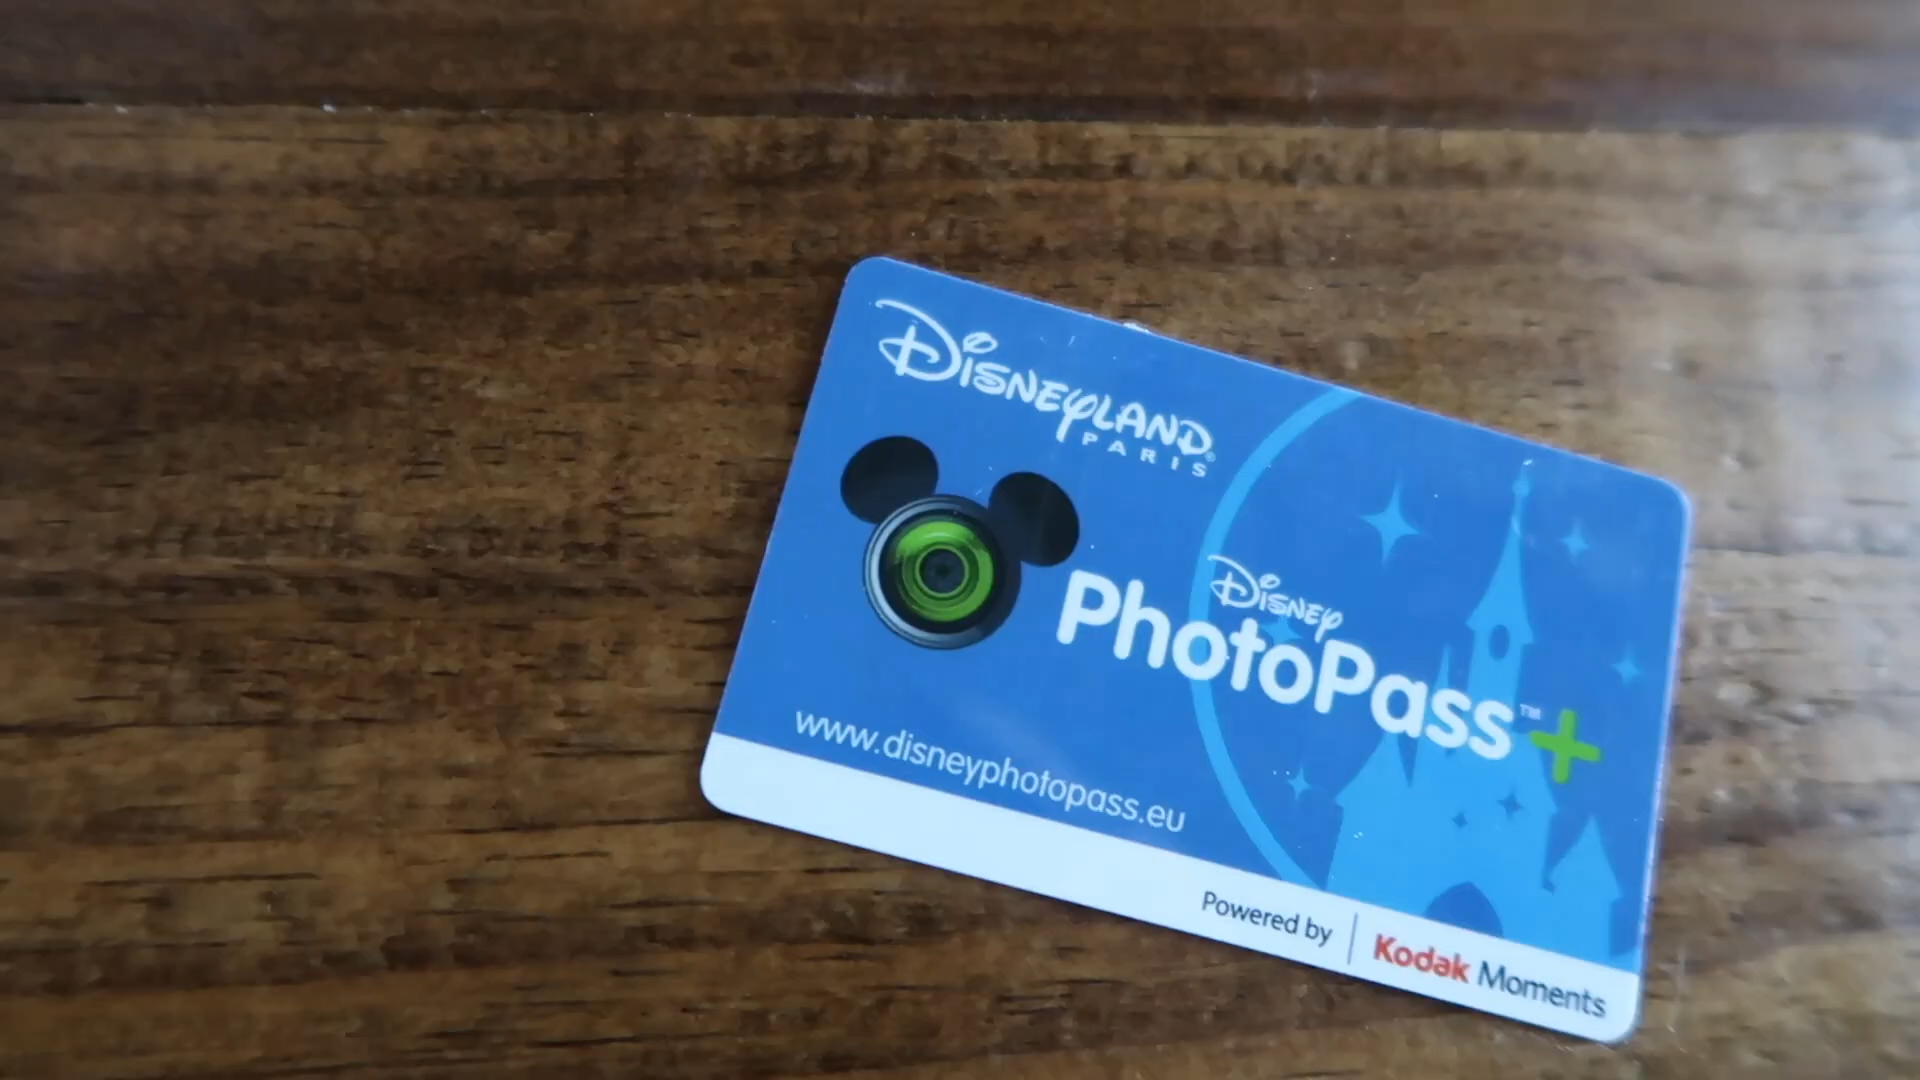 DISNEYLAND®
PARIS
DISNEY
PhotoPass™+
www.disneyphotopass.eu
Powered by | Kodak Moments